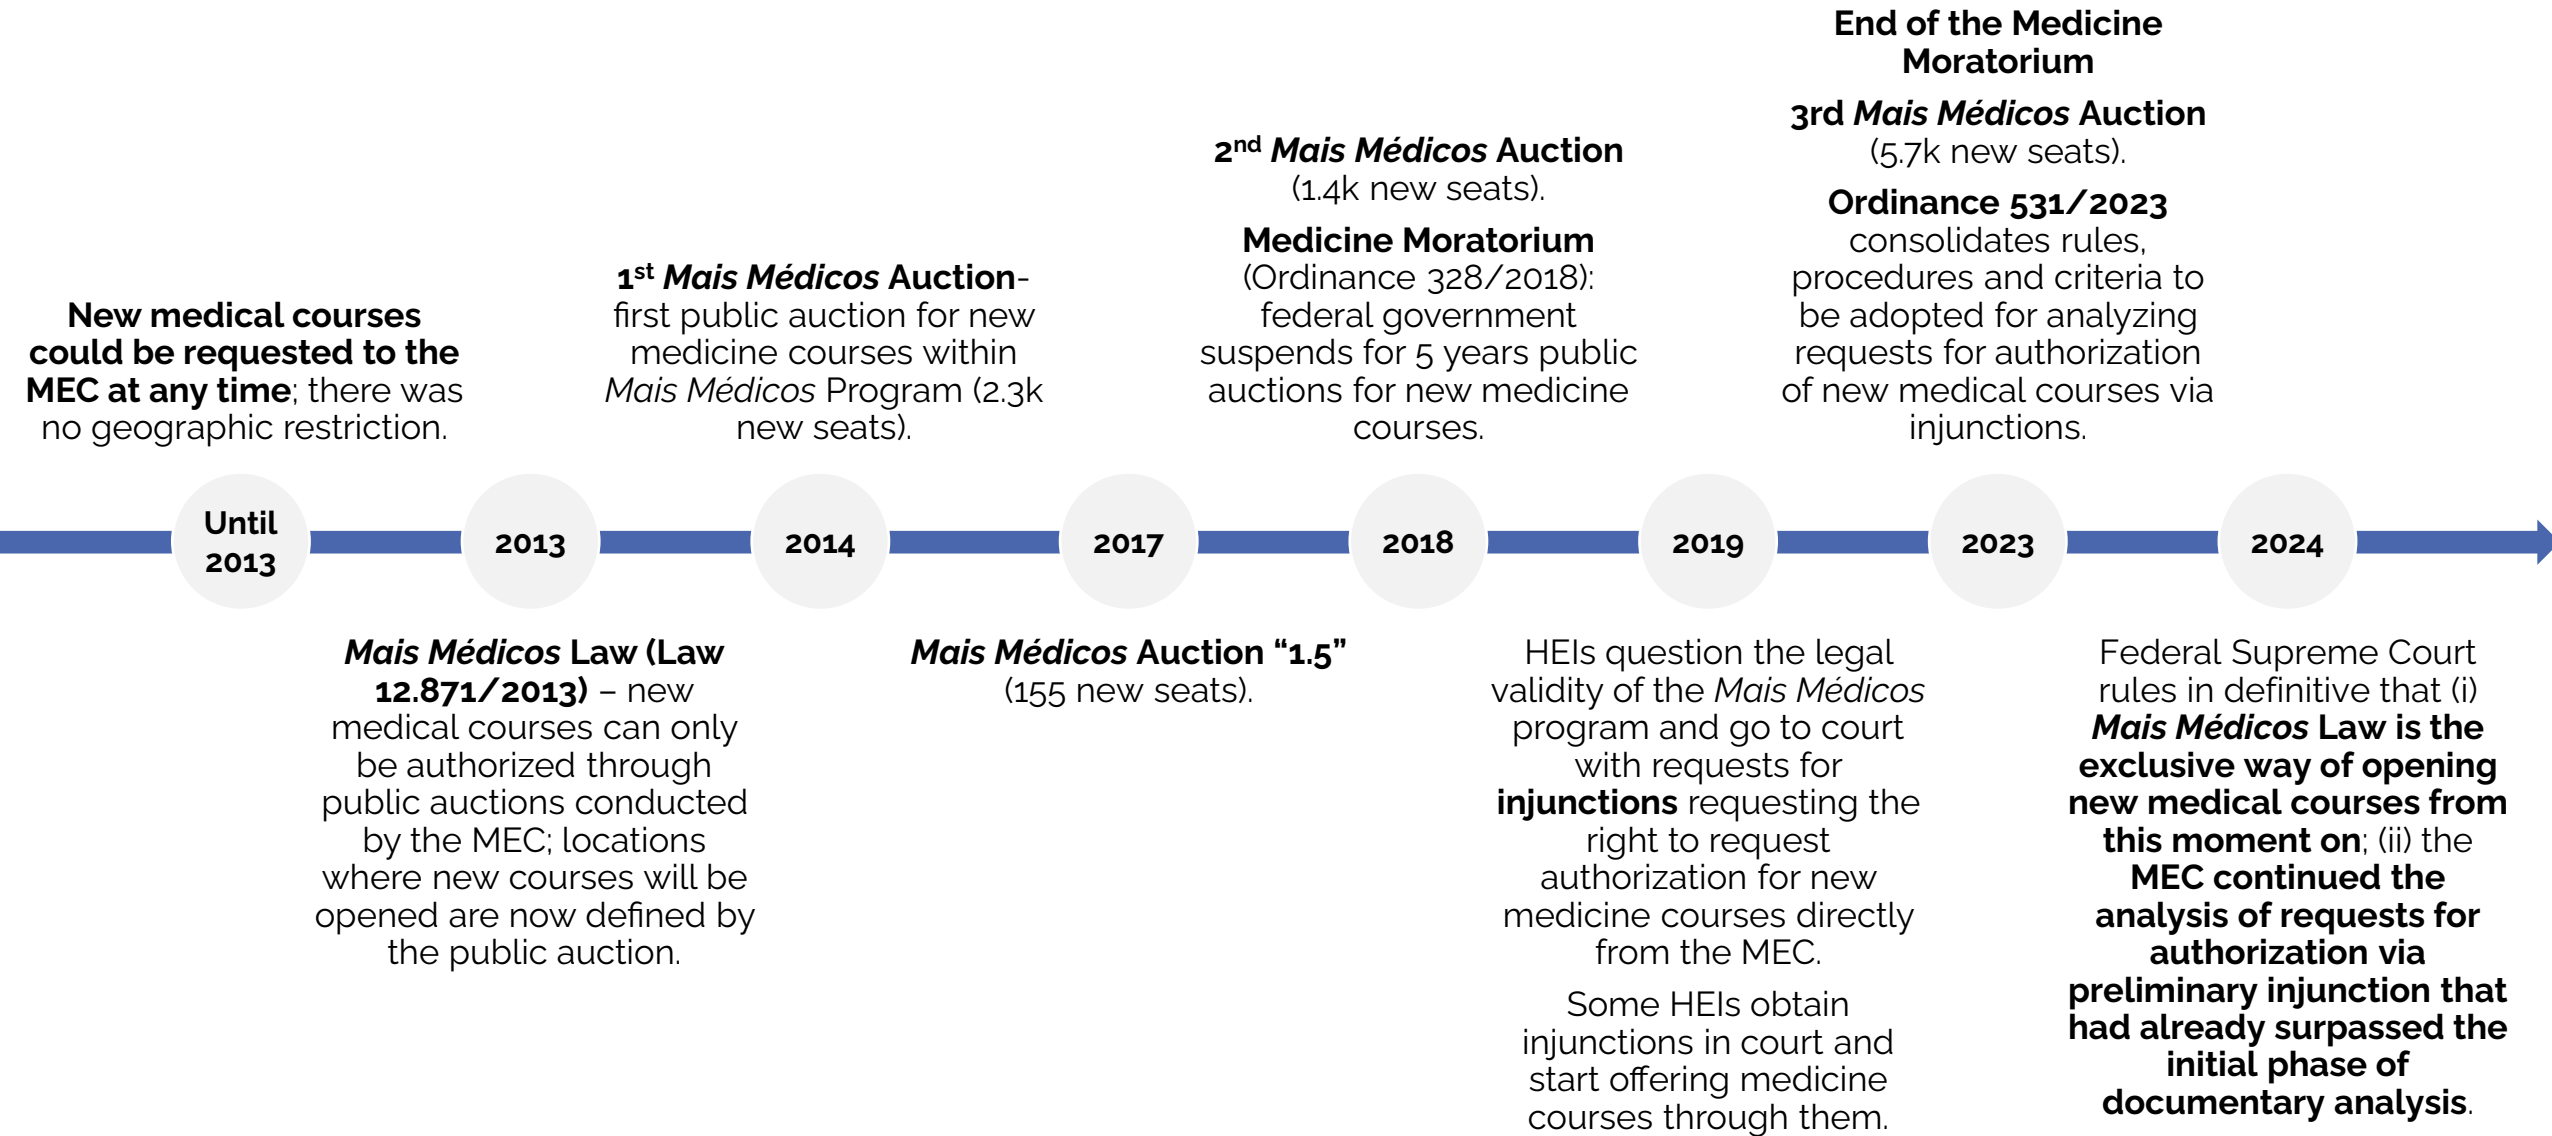 New medical courses
could be requested to the
MEC at any time; there was
no geographic restriction.
Until
2013
2013
Mais Médicos Law (Law
12.871/2013) – new
medical courses can only
be authorized through
public auctions conducted
by the MEC; locations
where new courses will be
opened are now defined by
the public auction.
1st Mais Médicos Auction-
first public auction for new
medicine courses within
Mais Médicos Program (2.3k
new seats).
2014
2017
Mais Médicos Auction “1.5”
(155 new seats).
2nd Mais Médicos Auction
(1.4k new seats).
Medicine Moratorium
(Ordinance 328/2018):
federal government
suspends for 5 years public
auctions for new medicine
courses.
2018
2019
HEIs question the legal
validity of the Mais Médicos
program and go to court
with requests for
injunctions requesting the
right to request
authorization for new
medicine courses directly
from the MEC.
Some HEIs obtain
injunctions in court and
start offering medicine
courses through them.
End of the Medicine
Moratorium
3rd Mais Médicos Auction
(5.7k new seats).
Ordinance 531/2023
consolidates rules,
procedures and criteria to
be adopted for analyzing
requests for authorization
of new medical courses via
injunctions.
2023
2024
Federal Supreme Court
rules in definitive that (i)
Mais Médicos Law is the
exclusive way of opening
new medical courses from
this moment on; (ii) the
MEC continued the
analysis of requests for
authorization via
preliminary injunction that
had already surpassed the
initial phase of
documentary analysis.